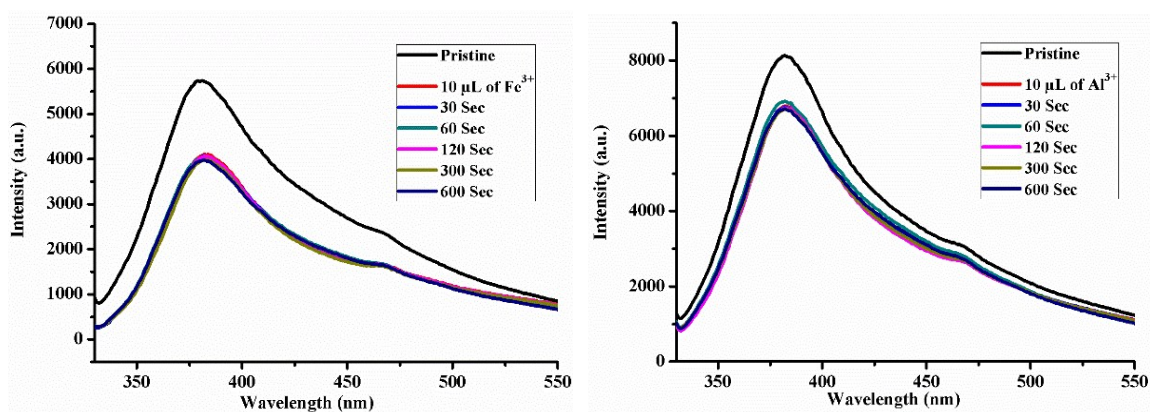 7000
6000
5000
4000
3000
2000
1000
0
Intensity (a.u.)
350
400
450
500
550
Wavelength (nm)
Pristine
10 µL of Fe³⁺
30 Sec
60 Sec
120 Sec
300 Sec
600 Sec
8000
6000
4000
2000
0
Intensity (a.u.)
350
400
450
500
550
Wavelength (nm)
Pristine
10 µL of Al³⁺
30 Sec
60 Sec
120 Sec
300 Sec
600 Sec